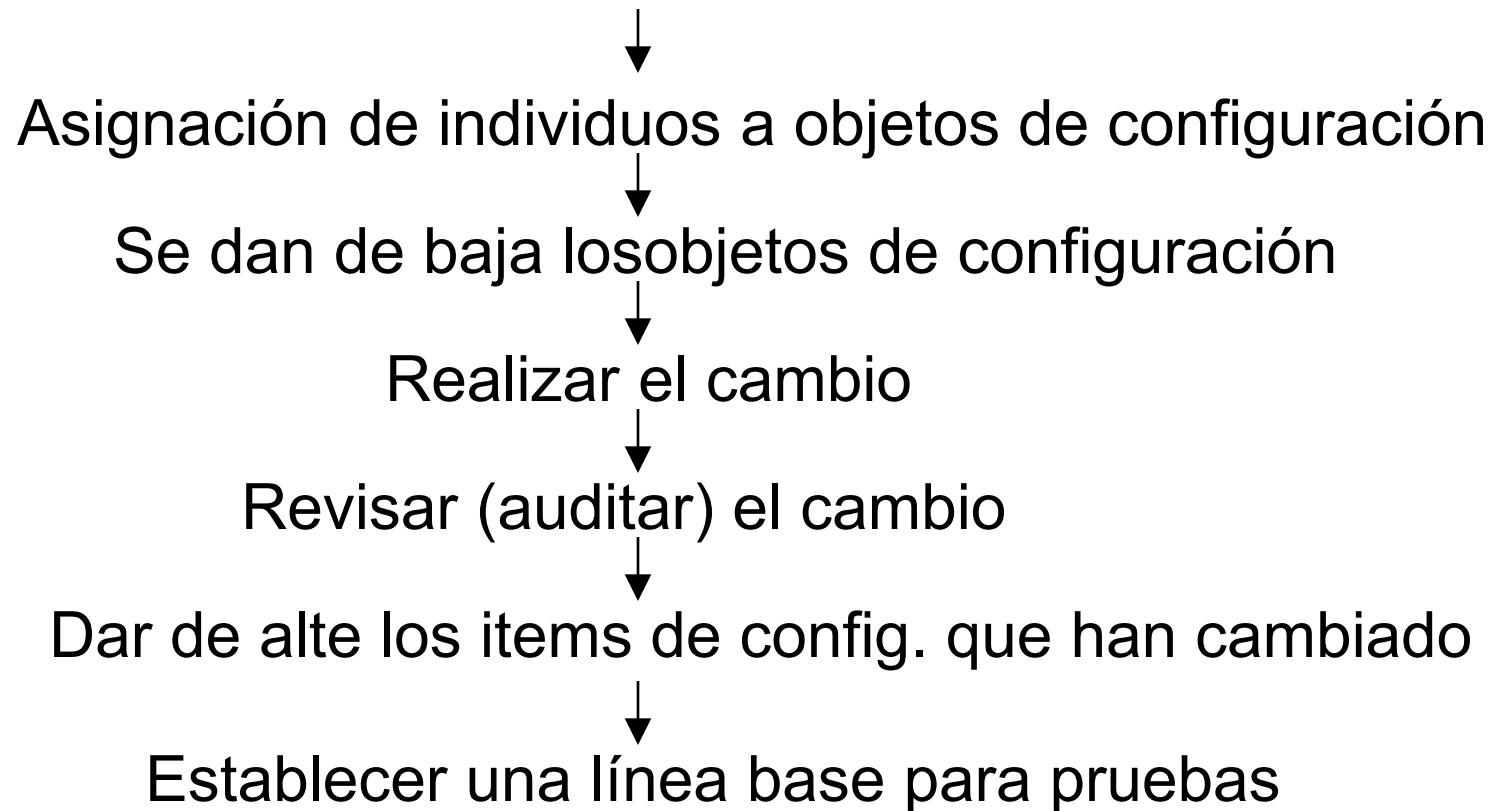 Asignación de individuos a objetos de configuración
Se dan de baja losobjetos de configuración
Realizar el cambio
Revisar (auditar) el cambio
Dar de alte los items de config. que han cambiado
Establecer una línea base para pruebas